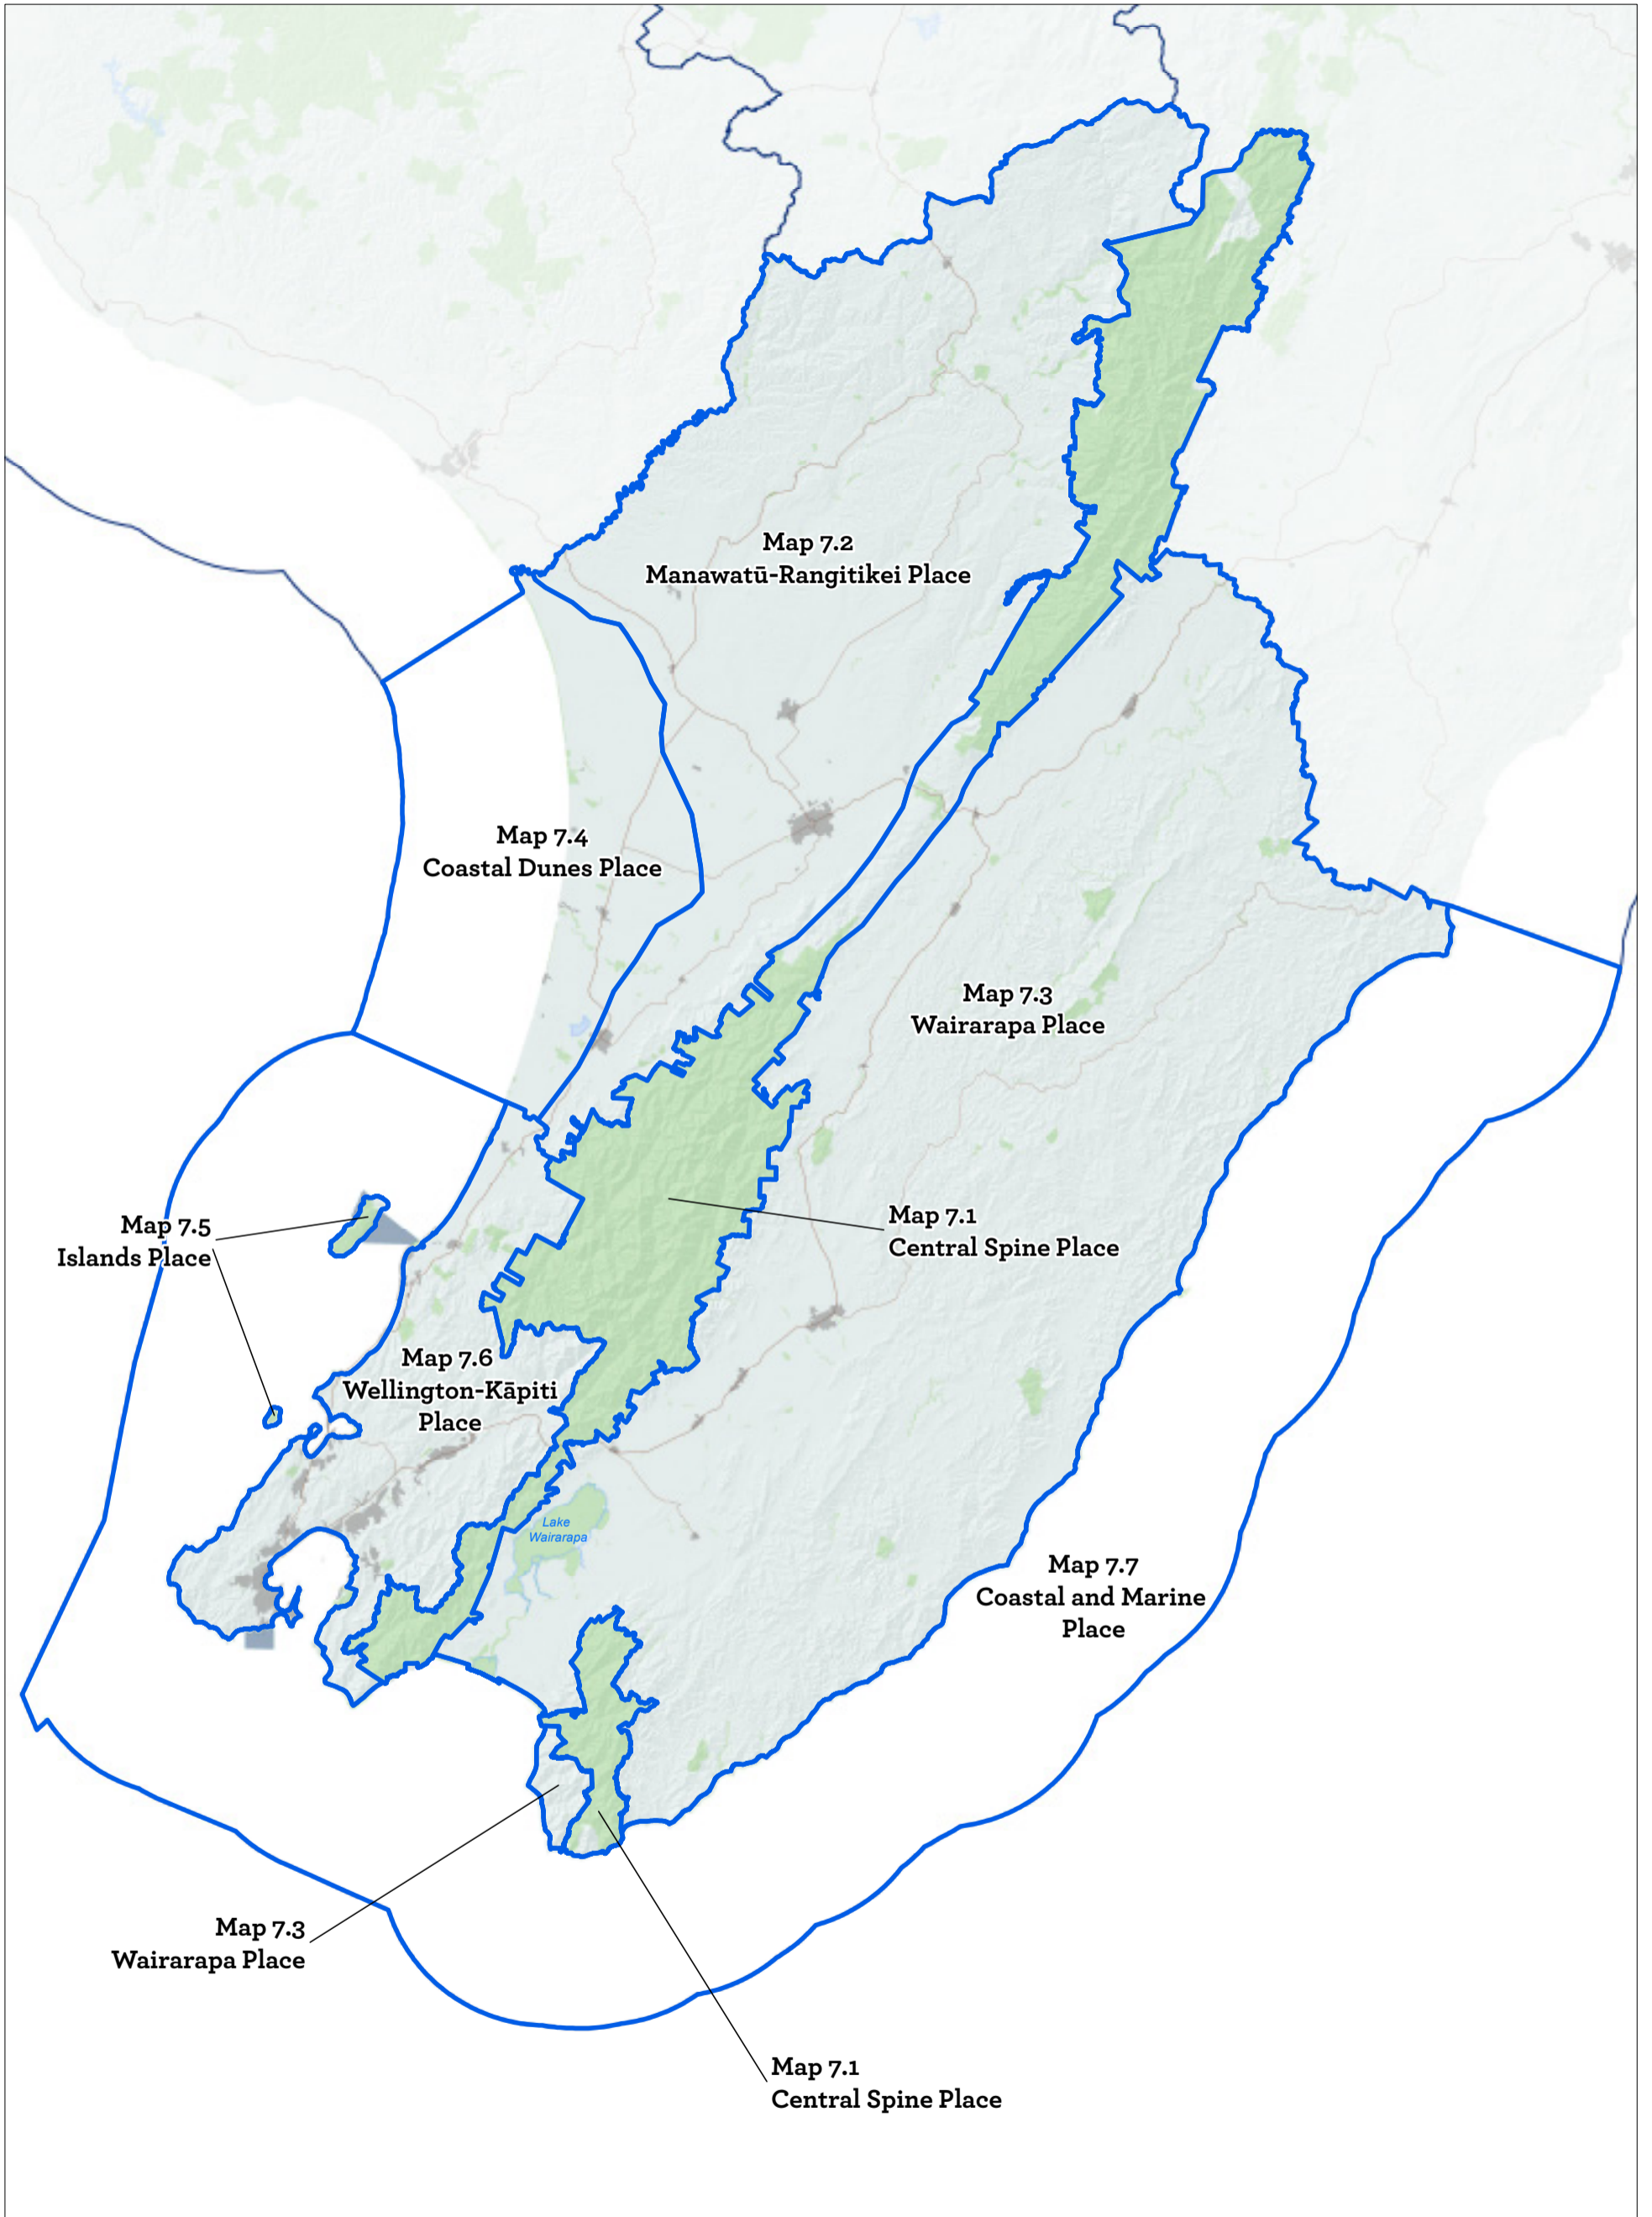 Map 7.2
Manawatū-Rangitikei Place
Map 7.4
Coastal Dunes Place
Map 7.3
Wairarapa Place
Map 7.5
Islands Place
Map 7.1
Central Spine Place
Map 7.6
Wellington-Kāpiti
Place
Lake
Wairarapa
Map 7.7
Coastal and Marine
Place
Map 7.3
Wairarapa Place
Map 7.1
Central Spine Place